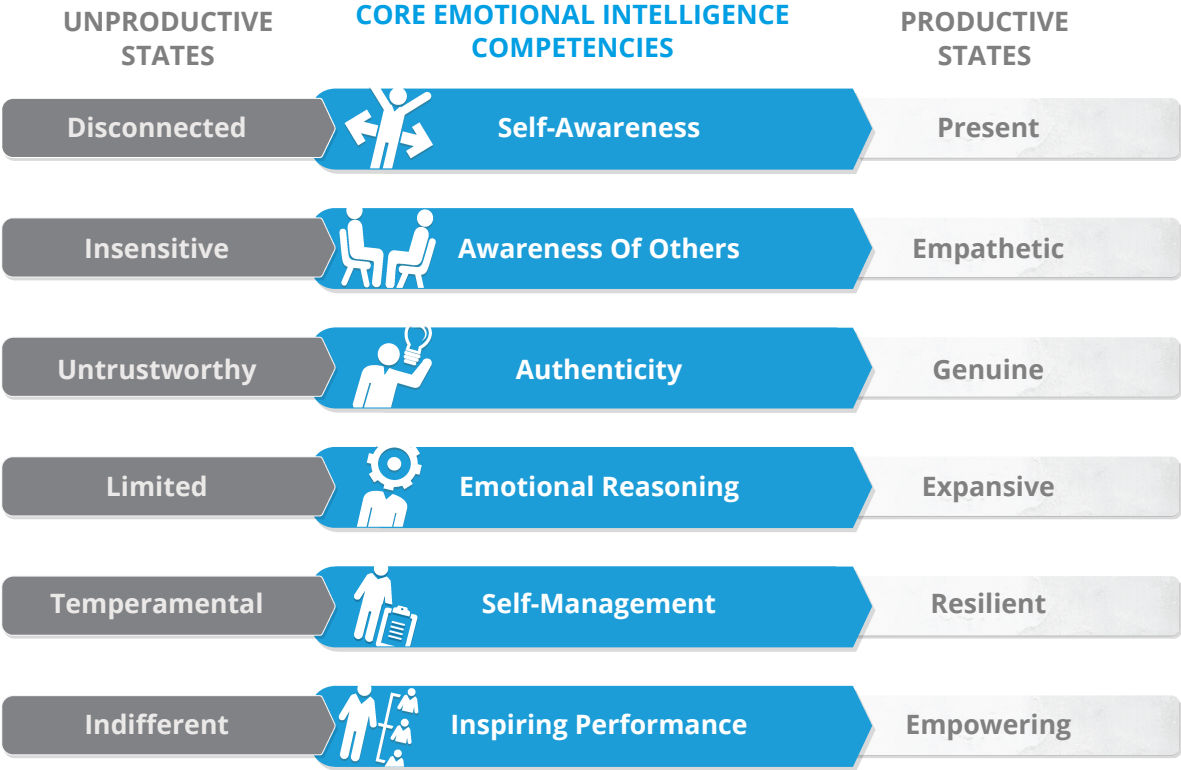 UNPRODUCTIVE
STATES
CORE EMOTIONAL INTELLIGENCE
COMPETENCIES
PRODUCTIVE
STATES
Disconnected
Self-Awareness
Present
Insensitive
Awareness Of Others
Empathetic
Untrustworthy
Authenticity
Genuine
Limited
Emotional Reasoning
Expansive
Temperamental
Self-Management
Resilient
Indifferent
Inspiring Performance
Empowering